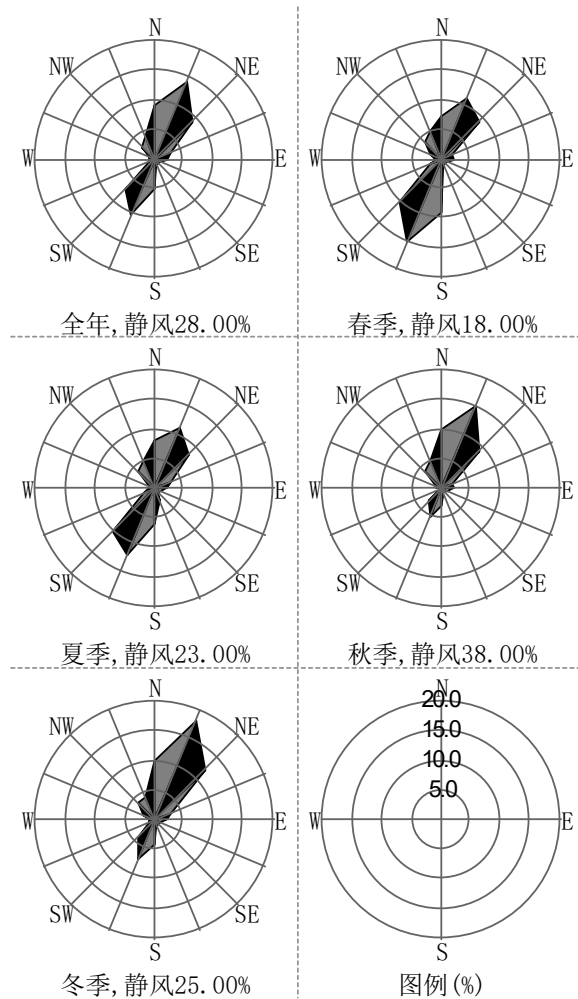 N
NW NE
W E
SW SE
S
全年,静风28.00%
N
NW NE
W E
SW SE
S
春季,静风18.00%
N
NW NE
W E
SW SE
S
夏季,静风23.00%
N
NW NE
W E
SW SE
S
秋季,静风38.00%
N
NW NE
W E
SW SE
S
冬季,静风25.00%
N
20.0
15.0
10.0
5.0
W E
S
图例(%)